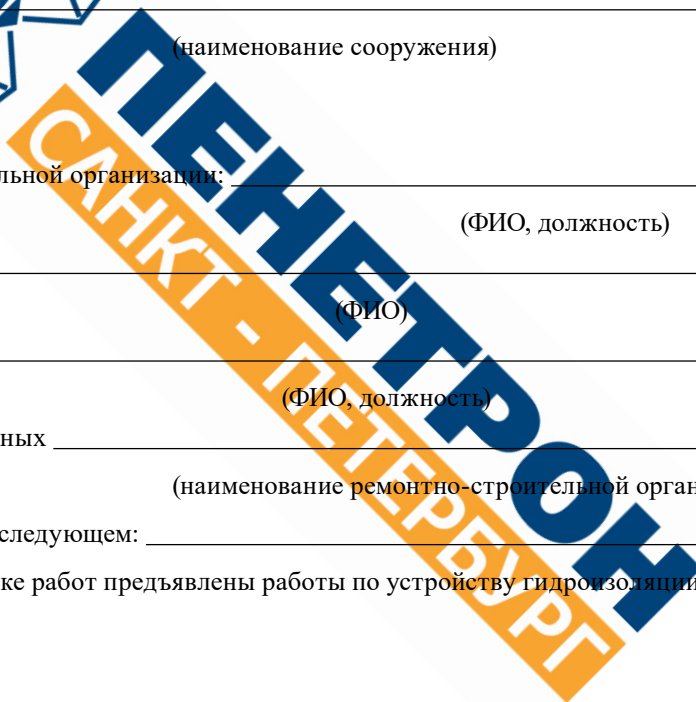 (наименование сооружения)
льной организации:
(ФИО, должность)
(ФИО)
(ФИО, должность)
ных
(наименование ремонтно-строительной орган
следующем:
ке работ предъявлены работы по устройству гидроизоляции
ПЕНЕТРОН
САНКТ - ПЕТЕРБУРГ